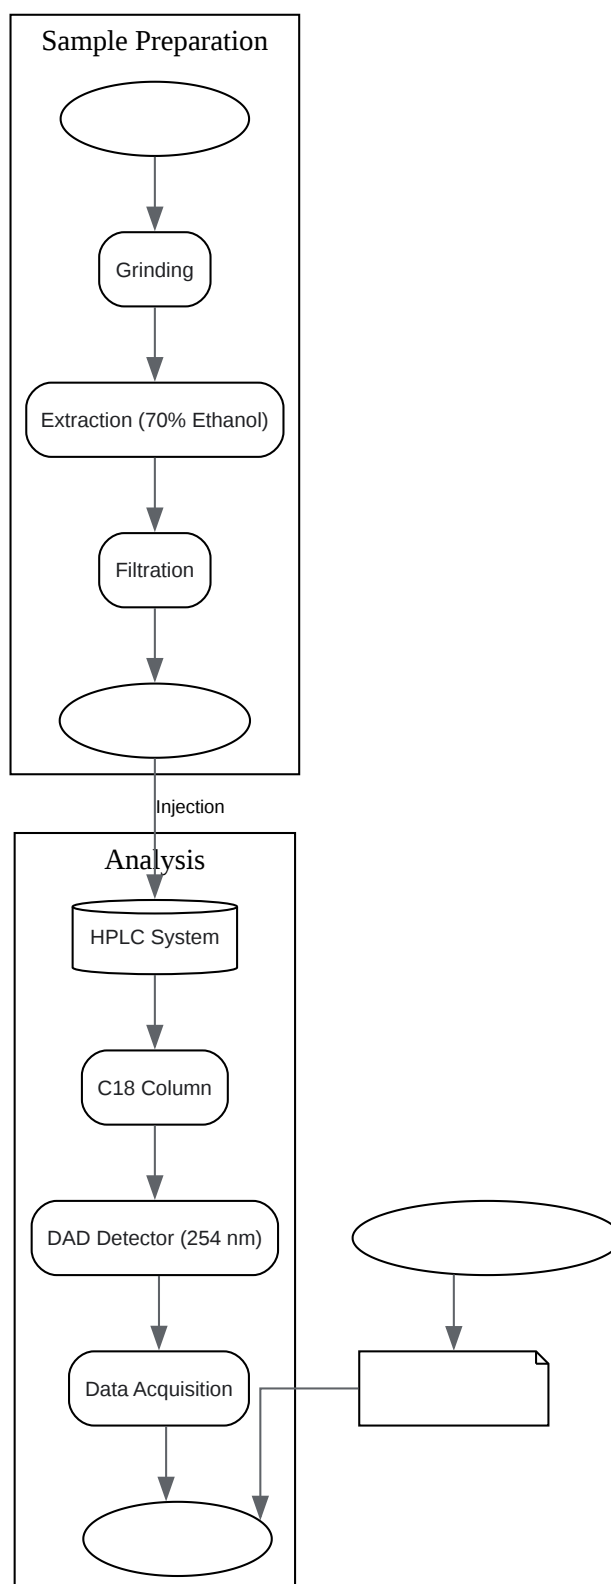 Sample Preparation
Grinding
Extraction (70% Ethanol)
Filtration
Injection
Analysis
HPLC System
C18 Column
DAD Detector (254 nm)
Data Acquisition